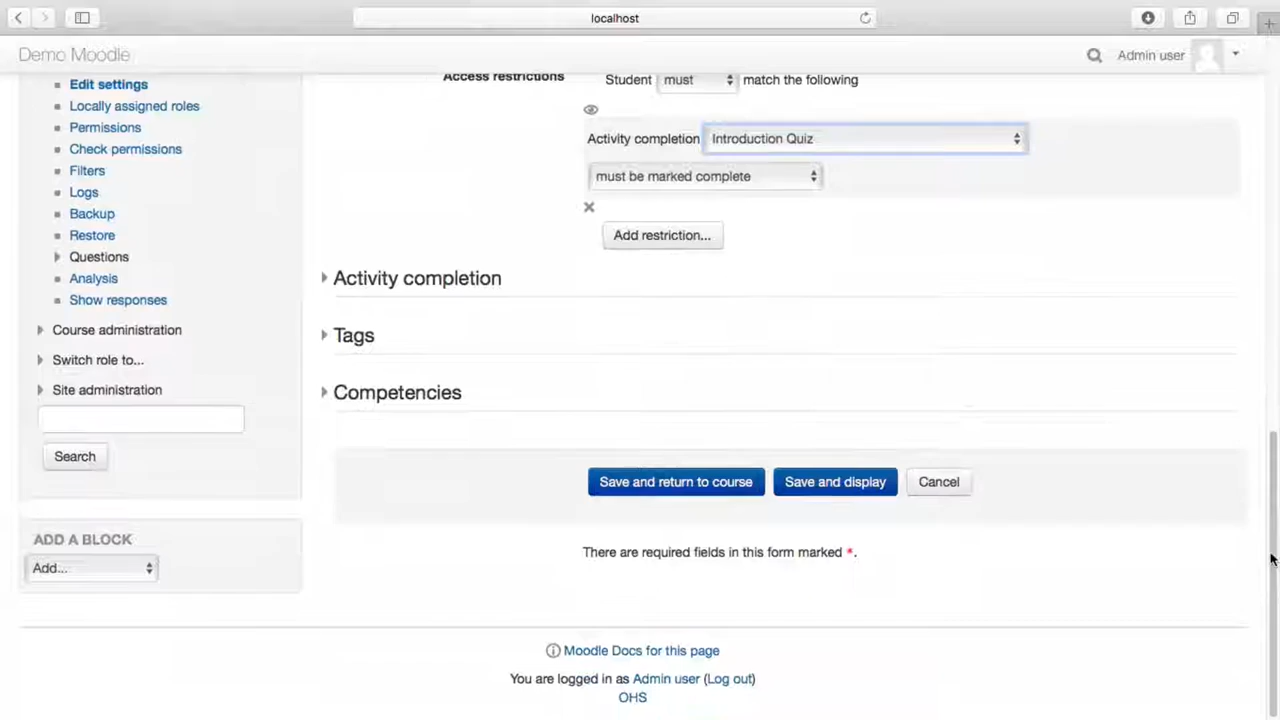 localhost
Demo Moodle
Admin user
Edit settings
Locally assigned roles
Permissions
Check permissions
Filters
Logs
Backup
Restore
Questions
Analysis
Show responses
Course administration
Switch role to...
Site administration
Search
ADD A BLOCK
Add...
Access restrictions
Student must match the following
Activity completion Introduction Quiz
must be marked complete
Add restriction...
Activity completion
Tags
Competencies
Save and return to course Save and display Cancel
There are required fields in this form marked *.
Moodle Docs for this page
You are logged in as Admin user (Log out)
OHS